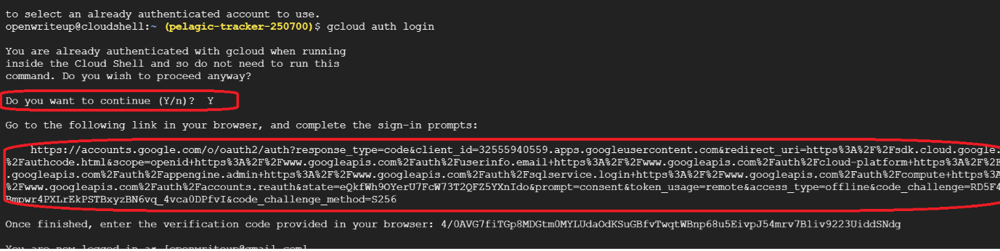 to select an already authenticated account to use.
openwriteup@cloudshell:~ (pelagic-tracker-250700)$ gcloud auth login
You are already authenticated with gcloud when running
inside the Cloud Shell and so do not need to run this
command. Do you wish to proceed anyway?
Do you want to continue (Y/n)?  Y
Go to the following link in your browser, and complete the sign-in prompts:
https://accounts.google.com/o/oauth2/auth?response_type=code&client_id=32555940559.apps.googleusercontent.com&redirect_uri=https%3A%2F%2Fsdk.cloud.google.
%2Fauthcode.html&scope=openid+https%3A%2F%2Fwww.googleapis.com%2Fauth%2Fuserinfo.email+https%3A%2F%2Fwww.googleapis.com%2Fauth%2Fcloud-platform+https%3A%2F%2F
.googleapis.com%2Fauth%2Fappengine.admin+https%3A%2F%2Fwww.googleapis.com%2Fauth%2Fsqlservice.login+https%3A%2F%2Fwww.googleapis.com%2Fauth%2Fcompute+https%3A
%2Fwww.googleapis.com%2Fauth%2Faccounts.reauth&state=eQkfWh9OYerU7FcW73T2QFZ5YXnIdo&prompt=consent&token_usage=remote&access_type=offline&code_challenge=RD5F4
Bmpwr4PXLrEkPSTBxyzBN6vq_4vca0DPfvI&code_challenge_method=S256
Once finished, enter the verification code provided in your browser: 4/0AVG7fiTGp8MDGtm0MYLUdaOdKSuGBfvTwqtWBnp68u5EivpJ54mrv7Bliv9223UiddSNdg
You are now logged in as [openwriteup@gmail.com]